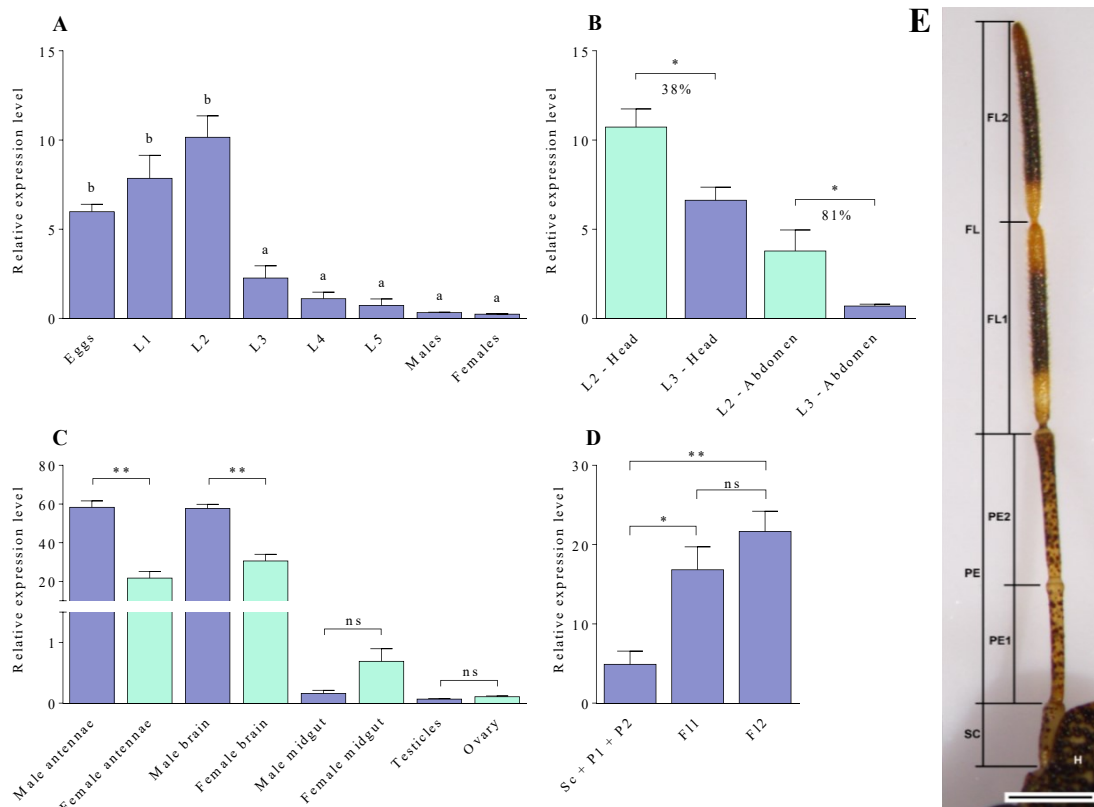 A
Relative expression level
15
10
5
0
b
b
b
a
a
a
a
a
Eggs
L1
L2
L3
L4
L5
Males
Females
B
Relative expression level
15
10
5
0
*
38%
*
81%
L2 - Head
L3 - Head
L2 - Abdomen
L3 - Abdomen
C
Relative expression level
80
60
40
20
1
0
**
**
ns
ns
Male antennae
Female antennae
Male brain
Female brain
Male midgut
Female midgut
Testicles
Ovary
D
Relative expression level
30
20
10
0
**
ns
*
Sc + P1 + P2
Fl1
Fl2
E
FL2
FL
FL1
PE2
PE
PE1
SC
H